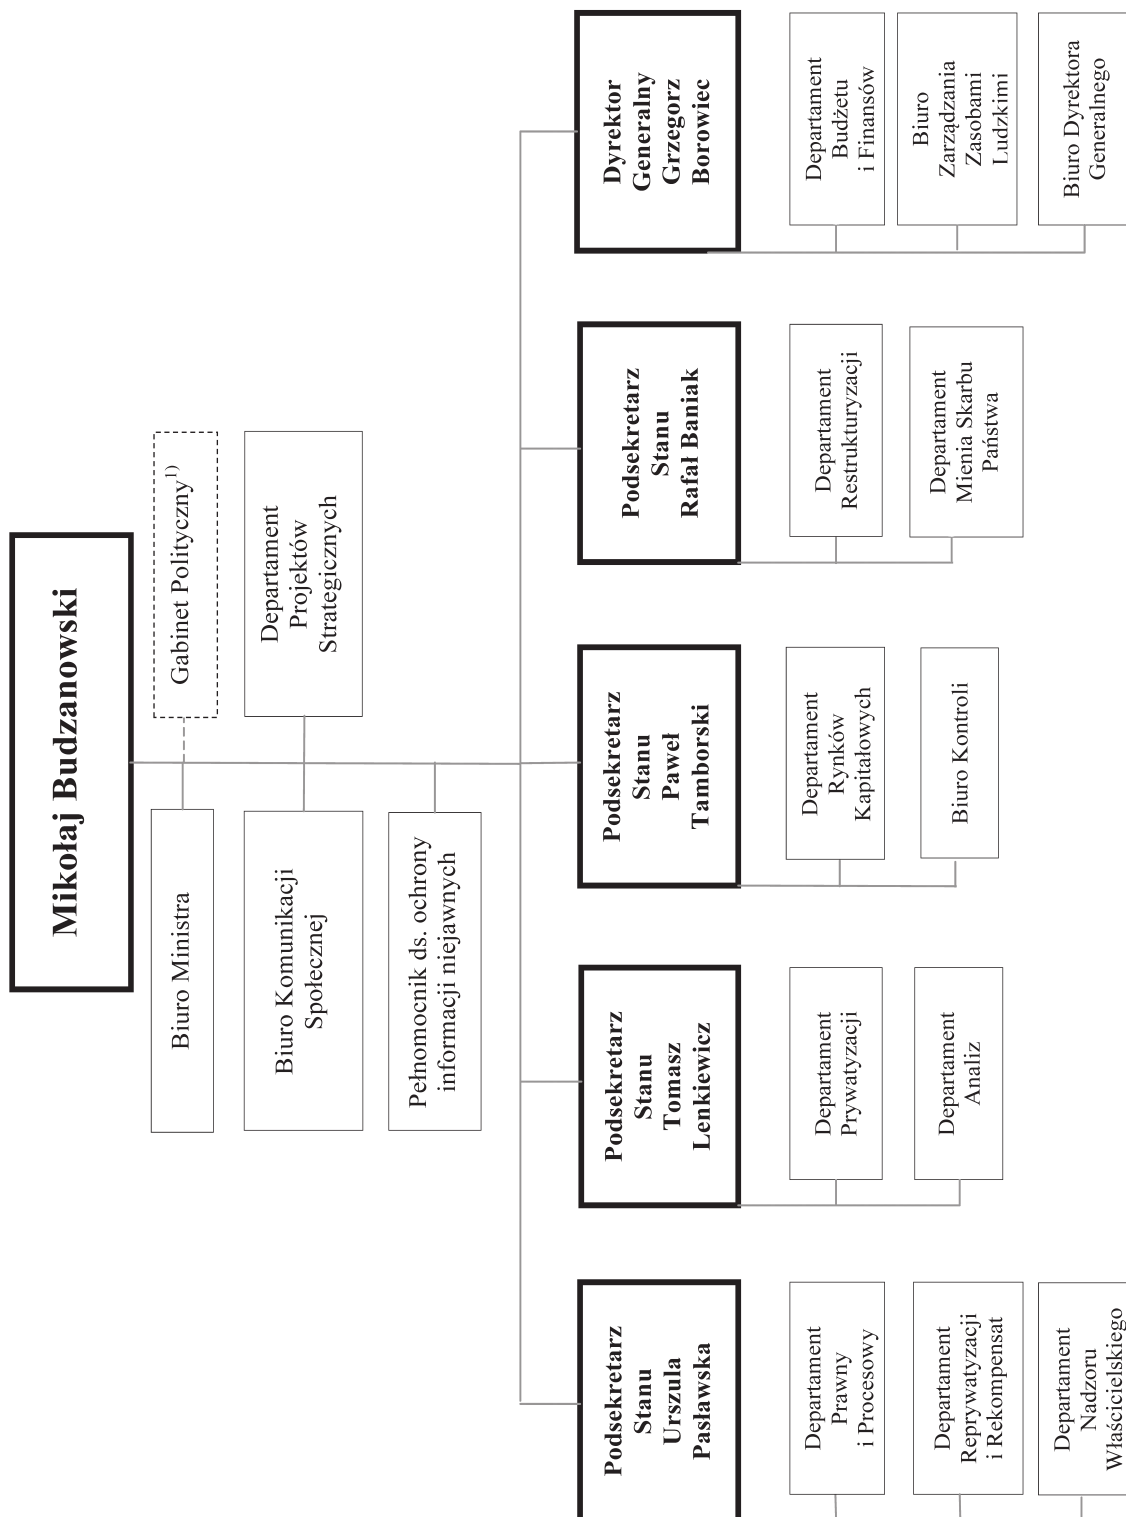 Mikołaj Budzanowski
Biuro Ministra
Gabinet Polityczny1)
Biuro Komunikacji
Społecznej
Departament
Projektów
Strategicznych
Pełnomocnik ds. ochrony
informacji niejawnych
Podsekretarz
Stanu
Urszula
Pasławska
Departament
Prawny
i Procesowy
Departament
Reprywatyzacji
i Rekompensat
Departament
Nadzoru
Właścicielskiego
Podsekretarz
Stanu
Tomasz
Lenkiewicz
Departament
Prywatyzacji
Departament
Analiz
Podsekretarz
Stanu
Paweł
Tamborski
Departament
Rynków
Kapitałowych
Biuro Kontroli
Podsekretarz
Stanu
Rafał Baniak
Departament
Restrukturyzacji
Departament
Mienia Skarbu
Państwa
Dyrektor
Generalny
Grzegorz
Borowiec
Departament
Budżetu
i Finansów
Biuro
Zarządzania
Zasobami
Ludzkimi
Biuro Dyrektora
Generalnego